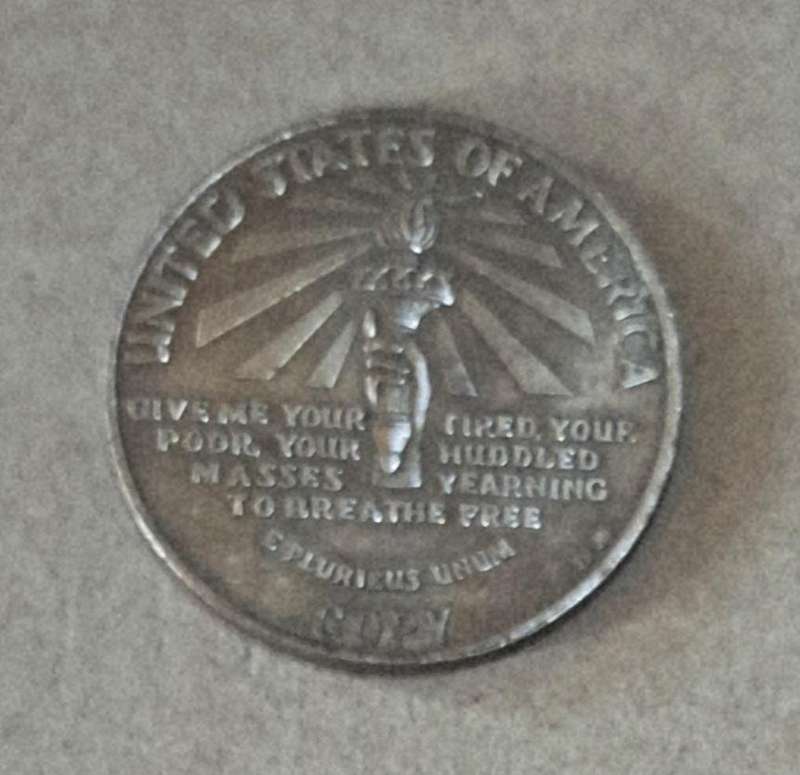 UNITED STATES OF AMERICA
GIVE ME YOUR TIRED, YOUR
POOR, YOUR HUDDLED
MASSES YEARNING
TO BREATHE FREE
E PLURIBUS UNUM
COPY